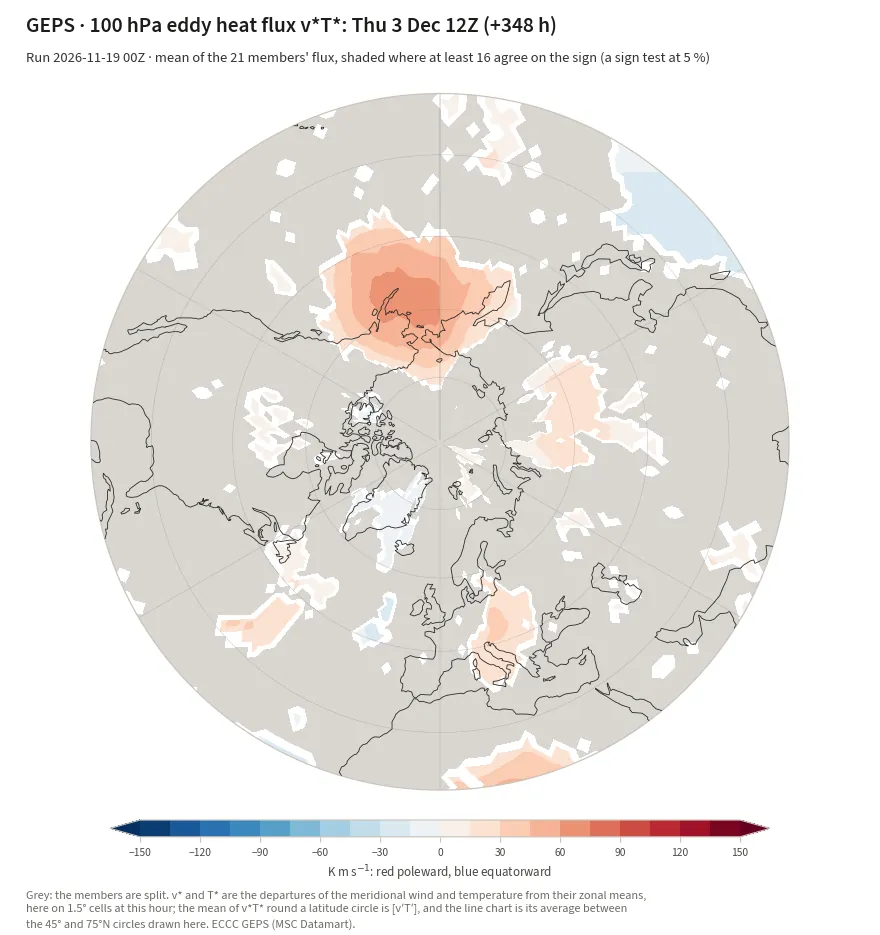 GEPS · 100 hPa eddy heat flux v*T*: Thu 3 Dec 12Z (+348 h)
Run 2026-11-19 00Z · mean of the 21 members' flux, shaded where at least 16 agree on the sign (a sign test at 5 %)
−150 −120 −90 −60 −30 0 30 60 90 120 150
K m s⁻¹: red poleward, blue equatorward
Grey: the members are split. v* and T* are the departures of the meridional wind and temperature from their zonal means,
here on 1.5° cells at this hour; the mean of v*T* round a latitude circle is [v'T'], and the line chart is its average between
the 45° and 75°N circles drawn here. ECCC GEPS (MSC Datamart).